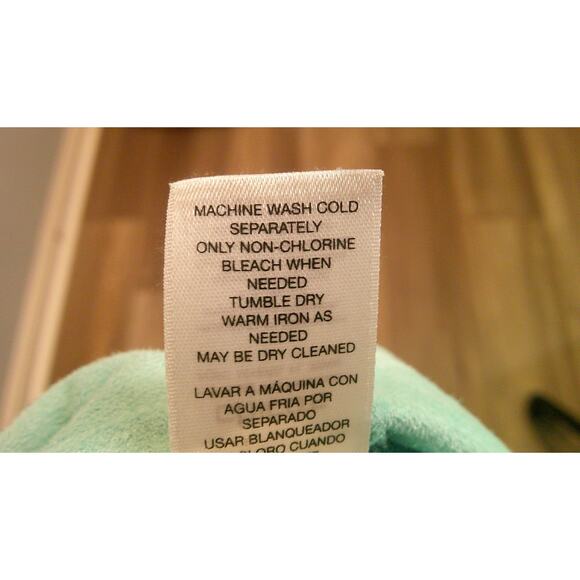 MACHINE WASH COLD
SEPARATELY
ONLY NON-CHLORINE
BLEACH WHEN
NEEDED
TUMBLE DRY
WARM IRON AS
NEEDED
MAY BE DRY CLEANED
LAVAR A MÁQUINA CON
AGUA FRIA POR
SEPARADO
USAR BLANQUEADOR
CLORO CUANDO